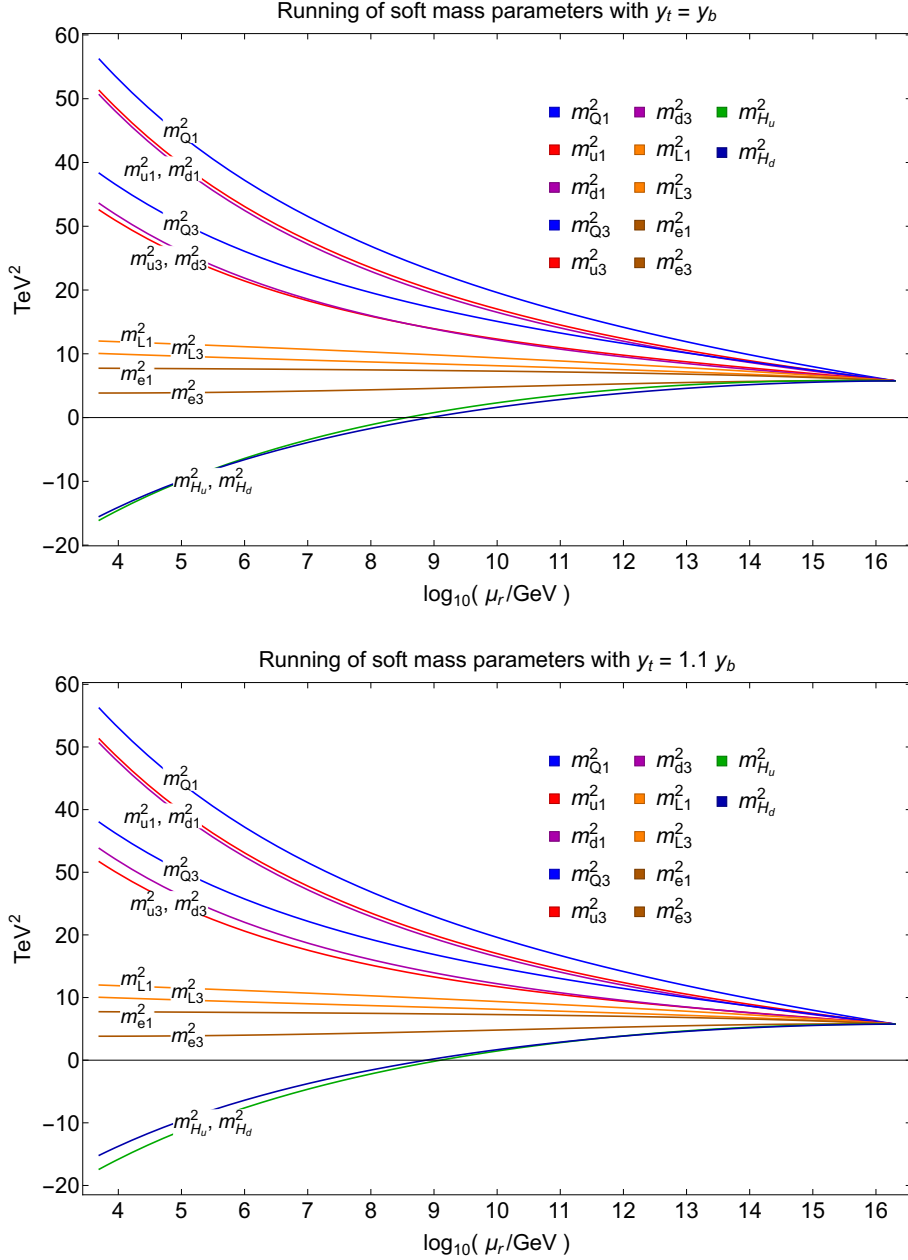 Running of soft mass parameters with y_t = y_b
60
50
40
50
20
10
0
−10
−20
TeV²
m²_Q1
m²_u1, m²_d1
m²_Q3
m²_u3, m²_d3
m²_L1
m²_L3
m²_e1
m²_e3
m²_Hu, m²_Hd
m²_Q1 m²_d3 m²_Hu
m²_u1 m²_L1 m²_Hd
m²_d1 m²_L3
m²_Q3 m²_e1
m²_u3 m²_e3
4 5 6 7 8 9 10 11 12 13 14 15 16
log₁₀( μ_r/GeV )
Running of soft mass parameters with y_t = 1.1 y_b
60
50
40
50
20
10
0
−10
−20
TeV²
m²_Q1
m²_u1, m²_d1
m²_Q3
m²_u3, m²_d3
m²_L1
m²_L3
m²_e1
m²_e3
m²_Hu, m²_Hd
m²_Q1 m²_d3 m²_Hu
m²_u1 m²_L1 m²_Hd
m²_d1 m²_L3
m²_Q3 m²_e1
m²_u3 m²_e3
4 5 6 7 8 9 10 11 12 13 14 15 16
log₁₀( μ_r/GeV )